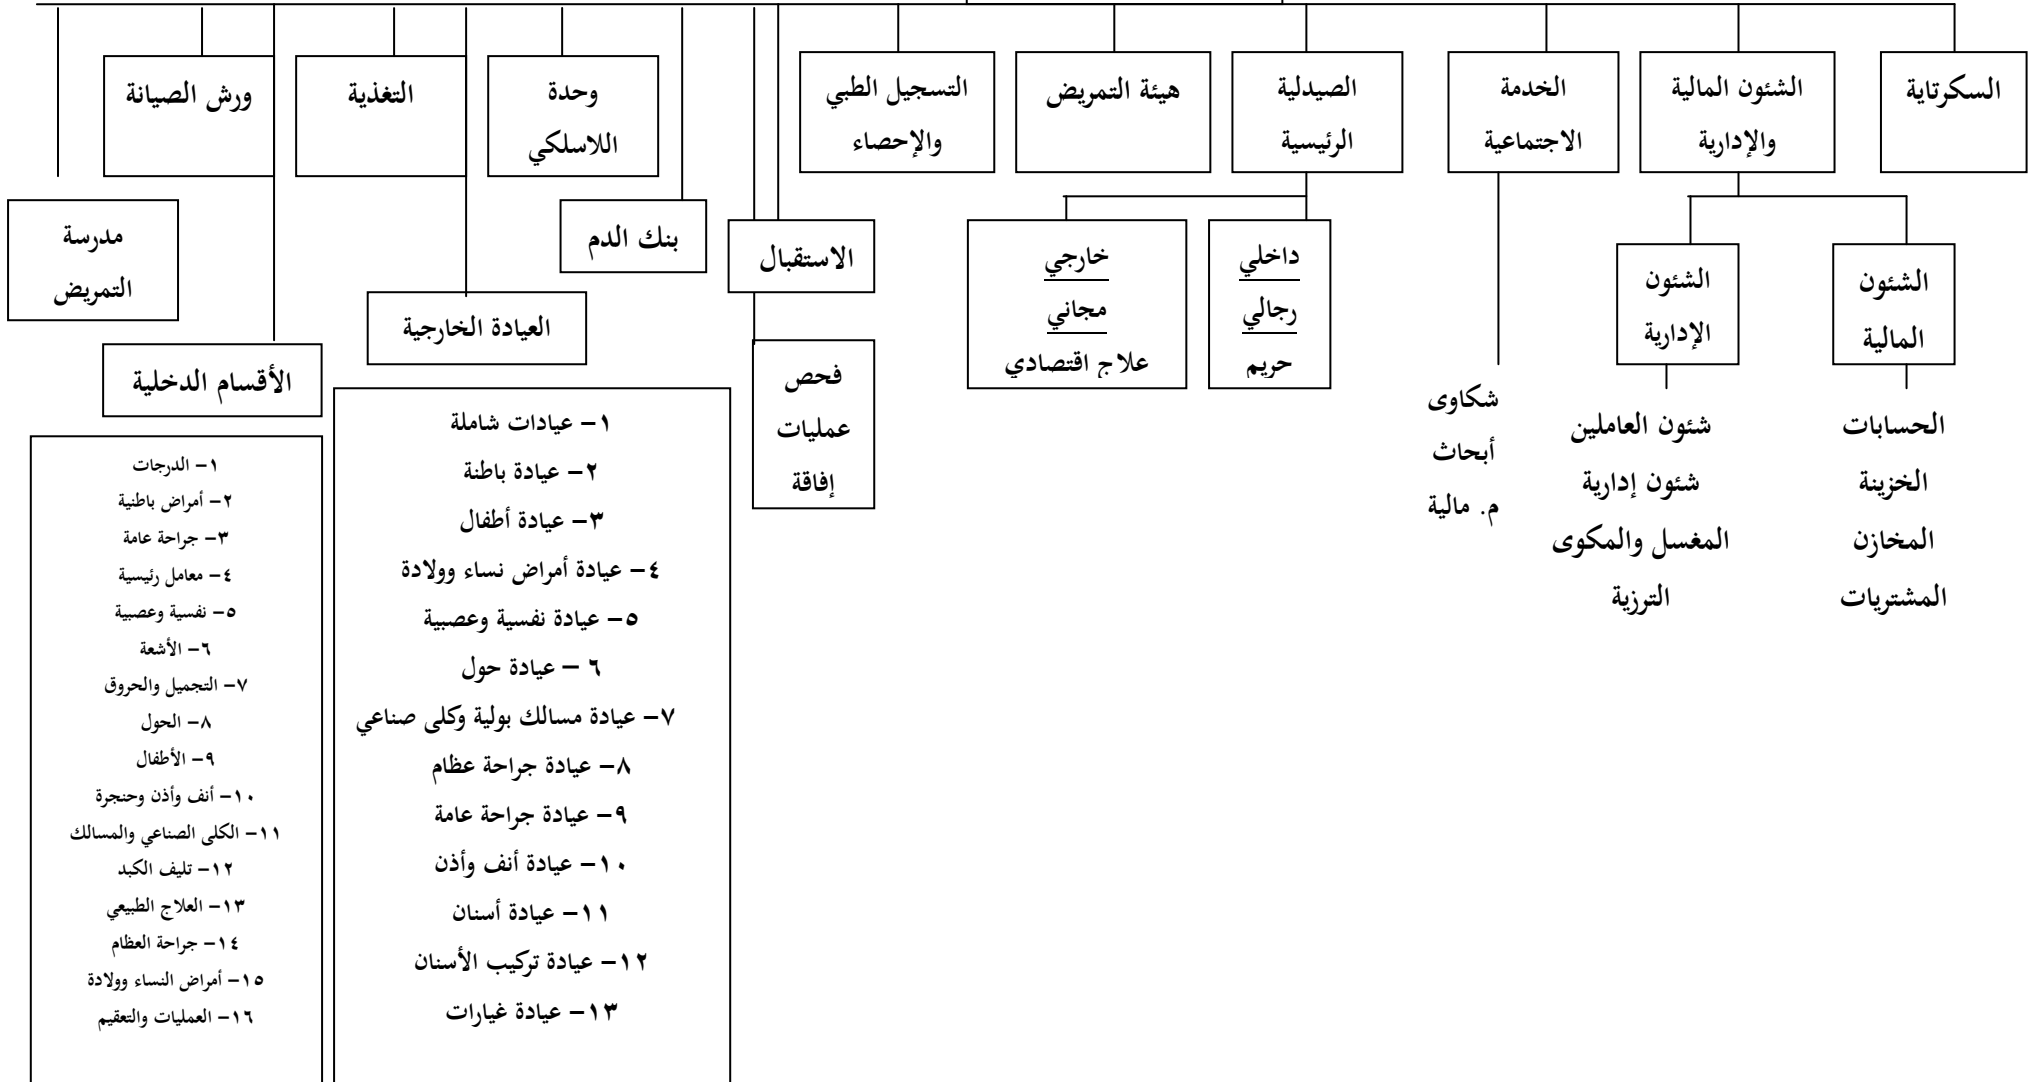 السكرتاية
الشئون المالية
والإدارية
الخدمة
الاجتماعية
الصيدلية
الرئيسية
هيئة التمريض
التسجيل الطبي
والإحصاء
وحدة
اللاسلكي
التغذية
ورش الصيانة
مدرسة
التمريض
بنك الدم
الاستقبال
داخلي
رجالي
حريم
خارجي
مجاني
علاج اقتصادي
الشئون
المالية
الشئون
الإدارية
الحسابات
الخزينة
المخازن
المشتريات
شئون العاملين
شئون إدارية
المغسل والمكوى
الترزية
شكاوى
أبحاث
م. مالية
فحص
عمليات
إفاقة
العيادة الخارجية
١- عيادات شاملة
٢- عيادة باطنة
٣- عيادة أطفال
٤- عيادة أمراض نساء وولادة
٥- عيادة نفسية وعصبية
٦ - عيادة حول
٧- عيادة مسالك بولية وكلى صناعي
٨- عيادة جراحة عظام
٩- عيادة جراحة عامة
١٠- عيادة أنف وأذن
١١- عيادة أسنان
١٢- عيادة تركيب الأسنان
١٣- عيادة غيارات
الأقسام الدخلية
١- الدرجات
٢- أمراض باطنية
٣- جراحة عامة
٤- معامل رئيسية
٥- نفسية وعصبية
٦- الأشعة
٧- التجميل والحروق
٨- الحول
٩- الأطفال
١٠- أنف وأذن وحنجرة
١١- الكلى الصناعي والمسالك
١٢- تليف الكبد
١٣- العلاج الطبيعي
١٤- جراحة العظام
١٥- أمراض النساء وولادة
١٦- العمليات والتعقيم